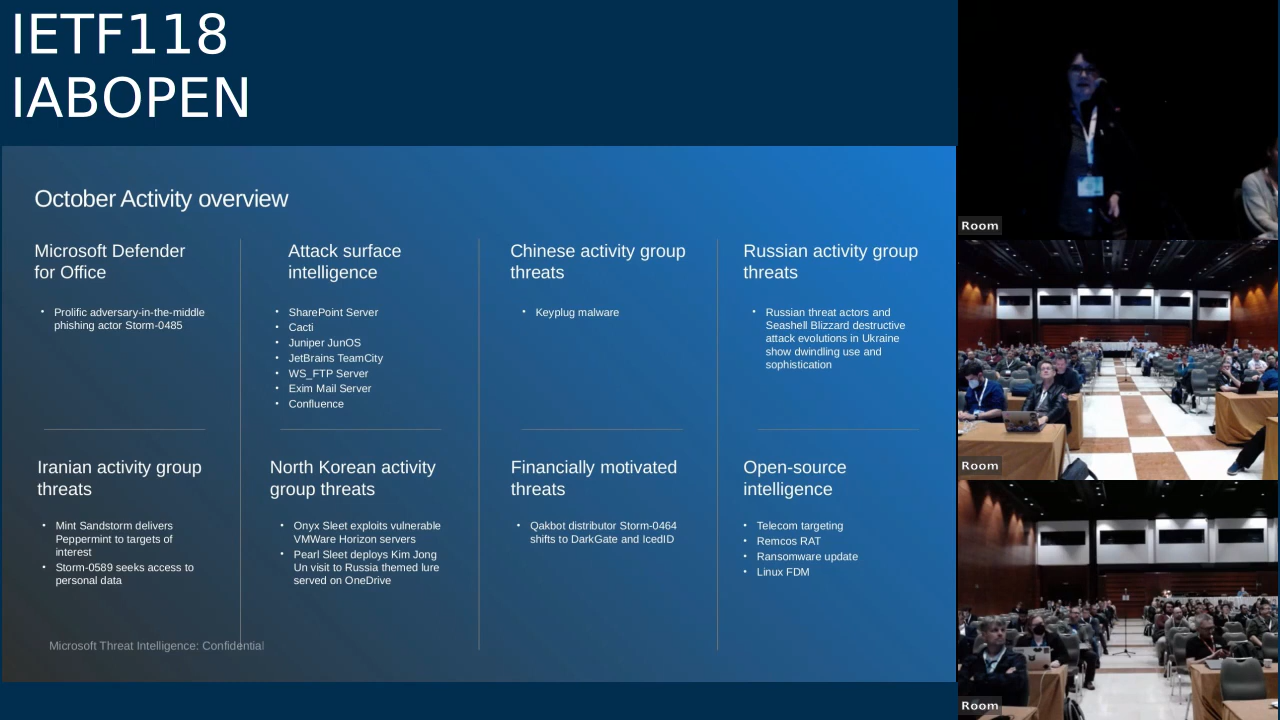 IETF118
IABOPEN
October Activity overview
Microsoft Defender
for Office
• Prolific adversary-in-the-middle
phishing actor Storm-0485
Attack surface
intelligence
• SharePoint Server
• Cacti
• Juniper JunOS
• JetBrains TeamCity
• WS_FTP Server
• Exim Mail Server
• Confluence
Chinese activity group
threats
• Keyplug malware
Russian activity group
threats
• Russian threat actors and
Seashell Blizzard destructive
attack evolutions in Ukraine
show dwindling use and
sophistication
Iranian activity group
threats
• Mint Sandstorm delivers
Peppermint to targets of
interest
• Storm-0589 seeks access to
personal data
North Korean activity
group threats
• Onyx Sleet exploits vulnerable
VMWare Horizon servers
• Pearl Sleet deploys Kim Jong
Un visit to Russia themed lure
served on OneDrive
Financially motivated
threats
• Qakbot distributor Storm-0464
shifts to DarkGate and IcedID
Open-source
intelligence
• Telecom targeting
• Remcos RAT
• Ransomware update
• Linux FDM
Microsoft Threat Intelligence: Confidential
Room
Room
Room